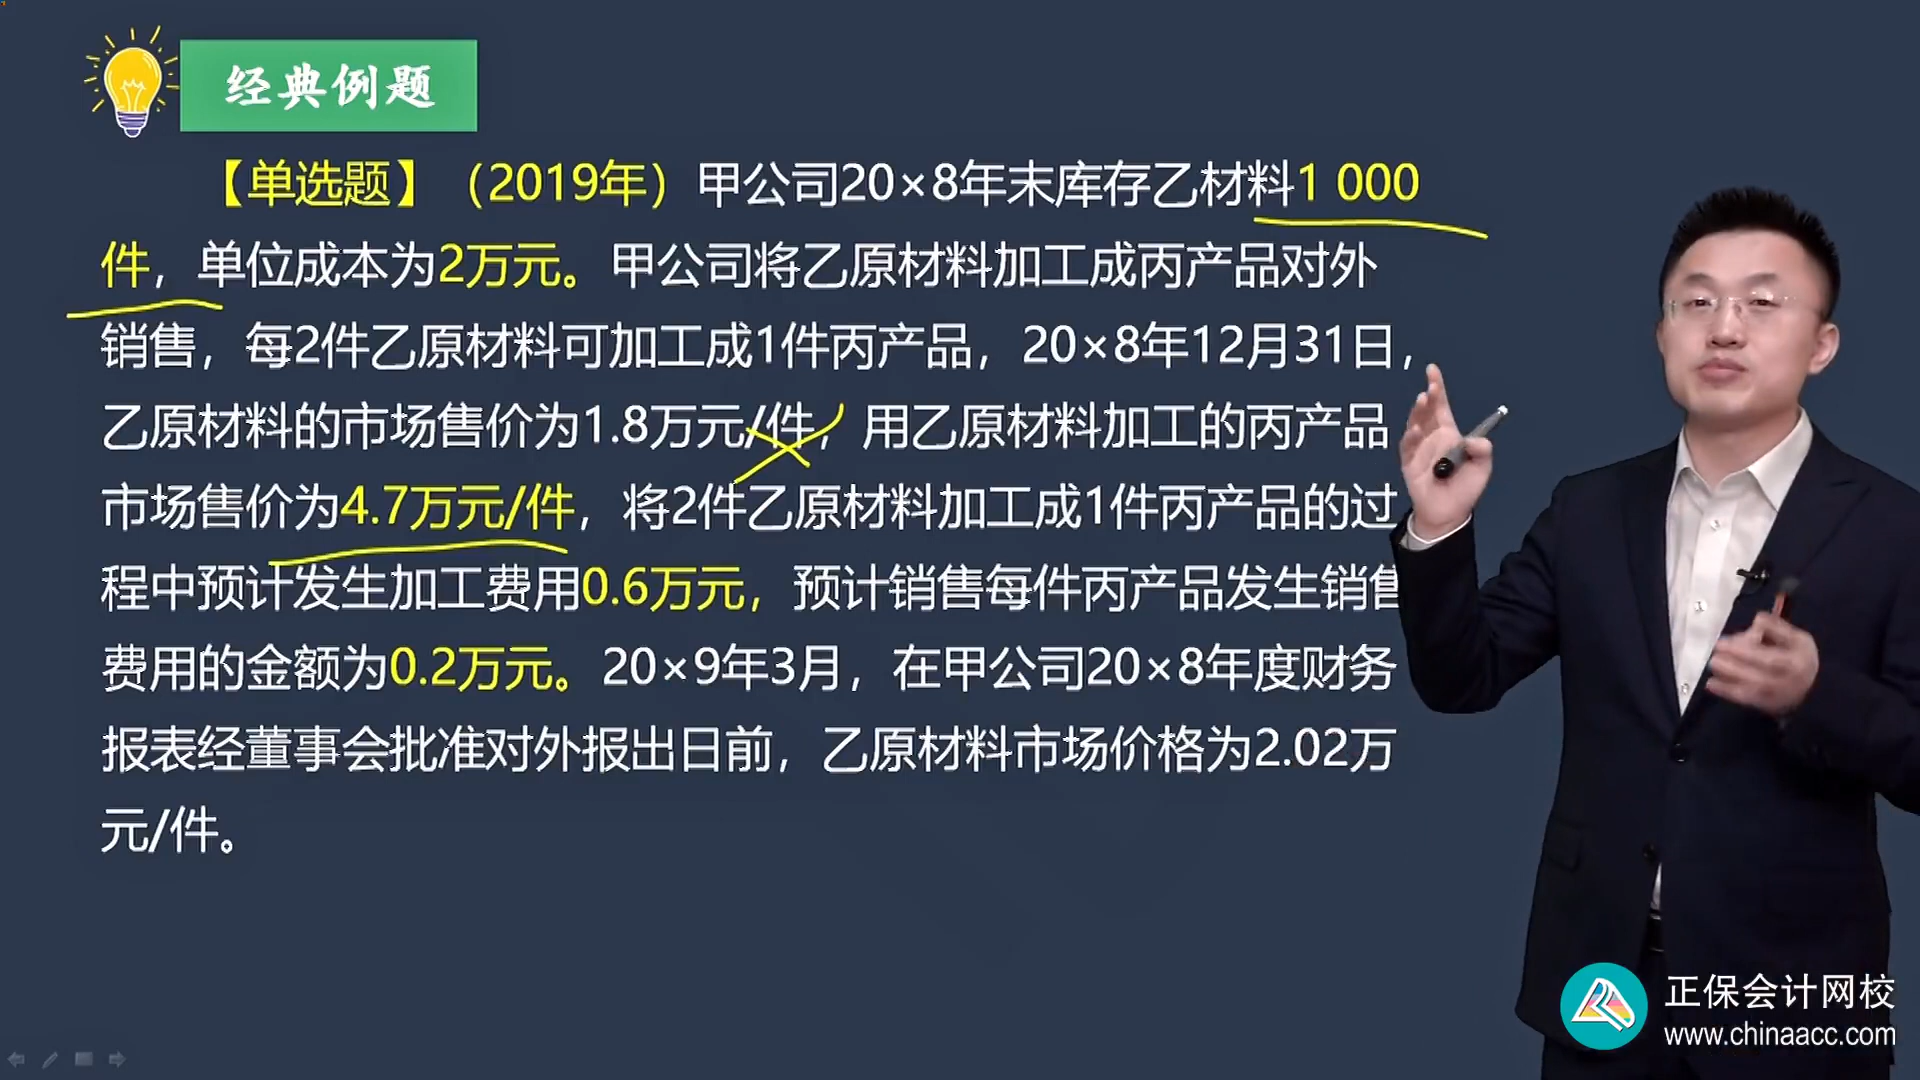 经典例题
【单选题】（2019年）甲公司20×8年末库存乙材料1 000
件，单位成本为2万元。甲公司将乙原材料加工成丙产品对外
销售，每2件乙原材料可加工成1件丙产品，20×8年12月31日，
乙原材料的市场售价为1.8万元/件，用乙原材料加工的丙产品
市场售价为4.7万元/件，将2件乙原材料加工成1件丙产品的过
程中预计发生加工费用0.6万元，预计销售每件丙产品发生销售
费用的金额为0.2万元。20×9年3月，在甲公司20×8年度财务
报表经董事会批准对外报出日前，乙原材料市场价格为2.02万
元/件。
正保会计网校
www.chinaacc.com